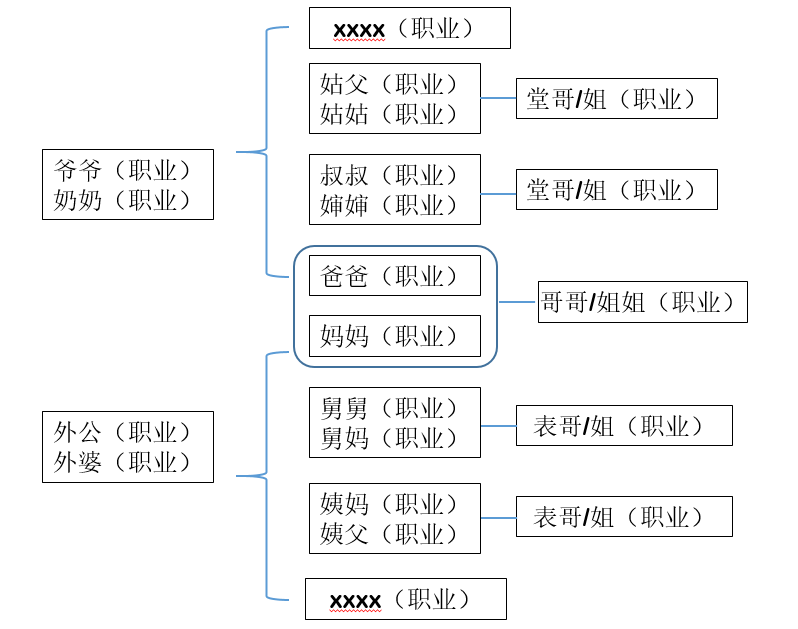 xxxx（职业）
姑父（职业）
姑姑（职业）
堂哥/姐（职业）
爷爷（职业）
奶奶（职业）
叔叔（职业）
婶婶（职业）
堂哥/姐（职业）
爸爸（职业）
妈妈（职业）
哥哥/姐姐（职业）
外公（职业）
外婆（职业）
舅舅（职业）
舅妈（职业）
表哥/姐（职业）
姨妈（职业）
姨父（职业）
表哥/姐（职业）
xxxx（职业）